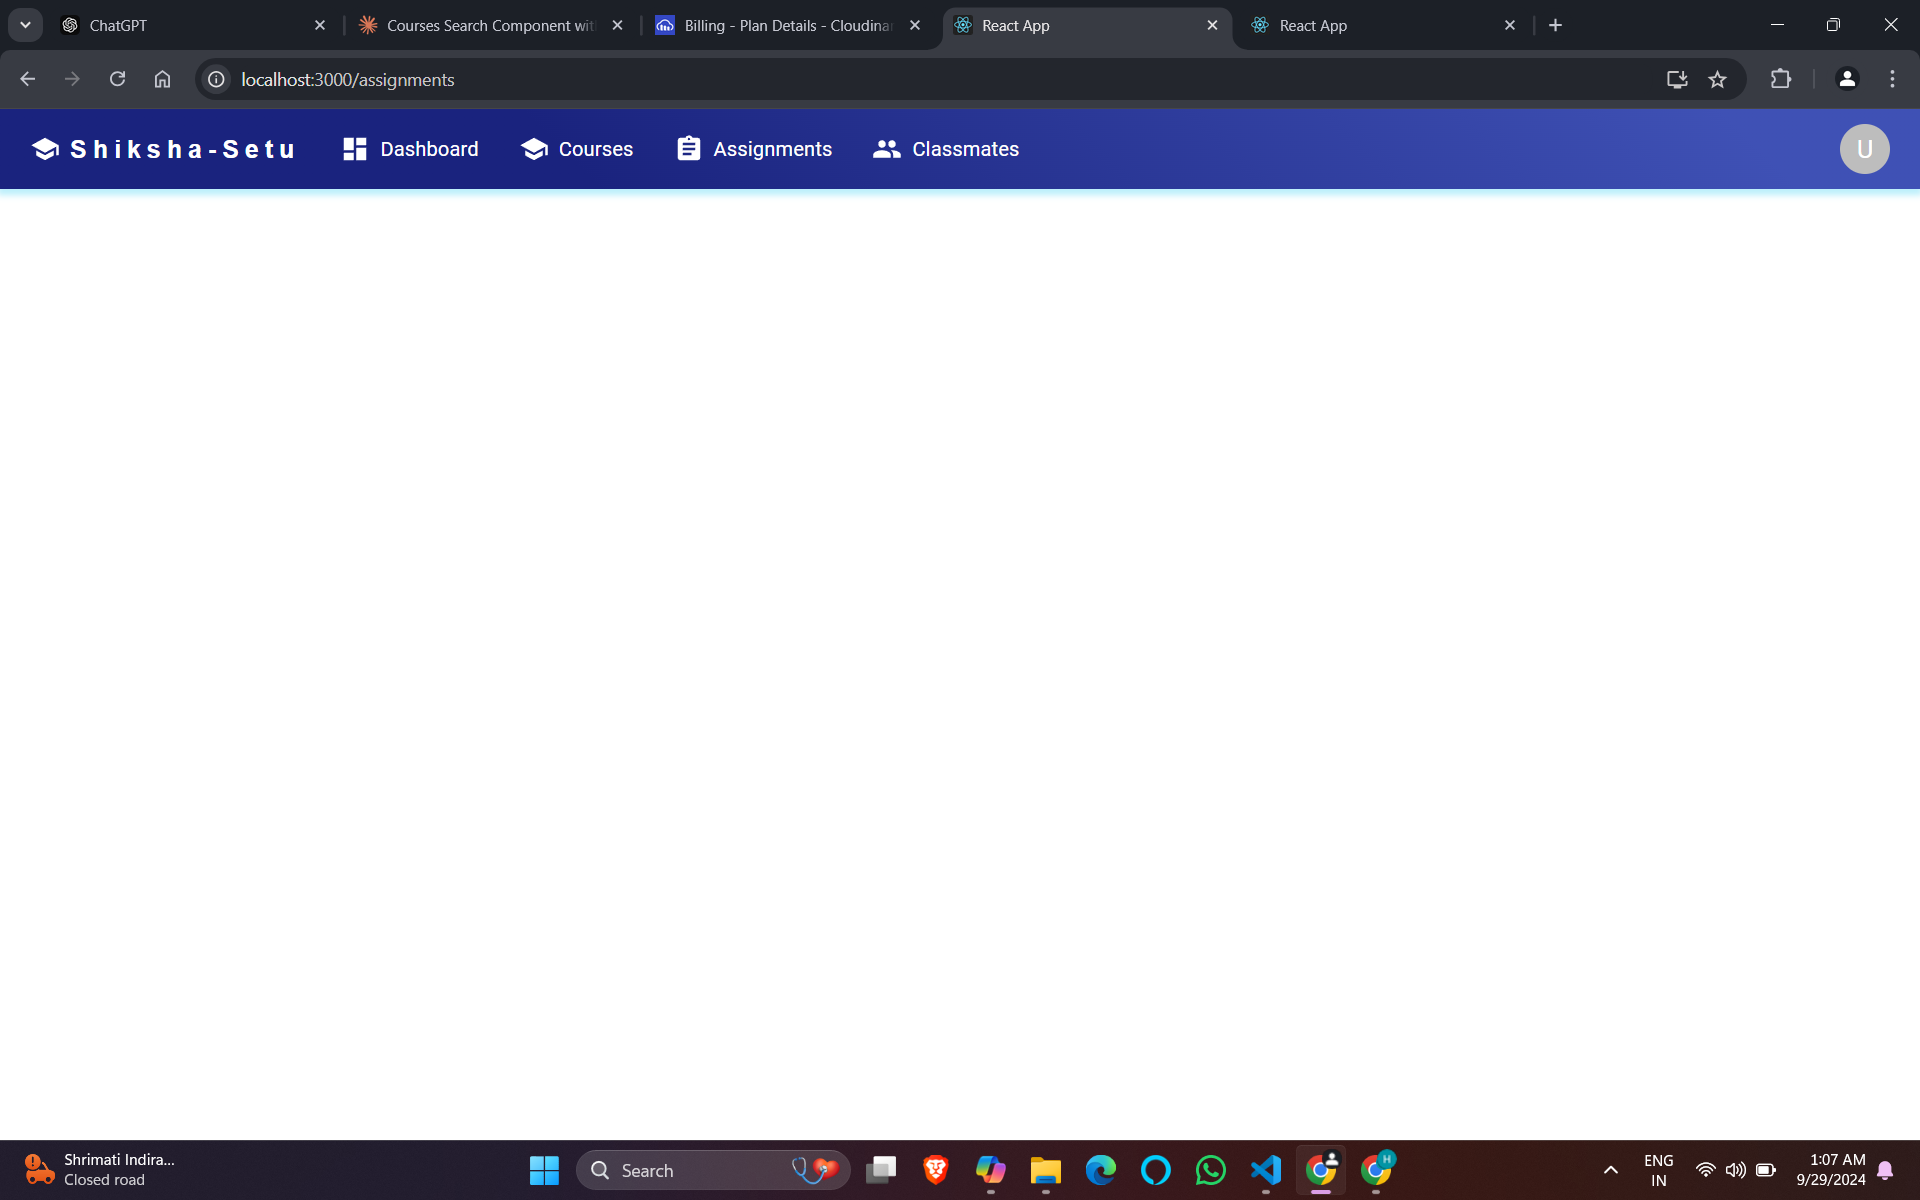 ChatGPT
Courses Search Component wit
Billing - Plan Details - Cloudina
React App
React App
localhost:3000/assignments
Shiksha-Setu
Dashboard
Courses
Assignments
Classmates
U
Shrimati Indira...
Closed road
Search
H
ENG
IN
1:07 AM
9/29/2024